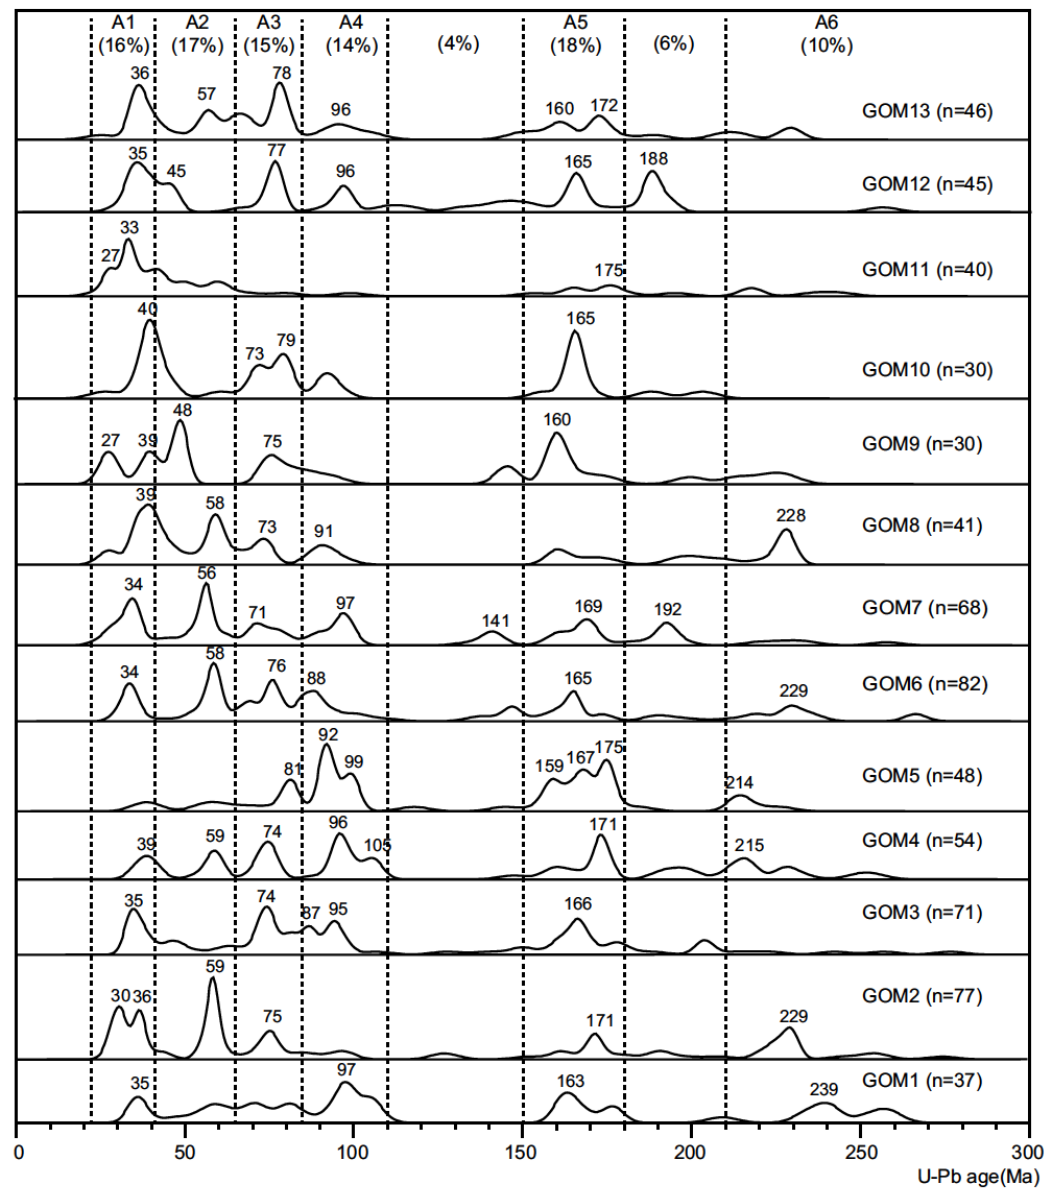 A1 A2 A3 A4 A5 A6
(16%) (17%) (15%) (14%) (4%) (18%) (6%) (10%)
36 57 78 96 160 172 GOM13 (n=46)
35 45 77 96 165 188 GOM12 (n=45)
27 33 175 GOM11 (n=40)
40 73 79 165 GOM10 (n=30)
27 39 48 75 160 GOM9 (n=30)
39 58 73 91 228 GOM8 (n=41)
34 56 71 97 141 169 192 GOM7 (n=68)
34 58 76 88 165 229 GOM6 (n=82)
81 92 99 159 167 175 214 GOM5 (n=48)
39 59 74 96 105 171 215 GOM4 (n=54)
35 74 87 95 166 GOM3 (n=71)
30 36 59 75 171 229 GOM2 (n=77)
35 97 163 239 GOM1 (n=37)
0 50 100 150 200 250 300
U-Pb age(Ma)